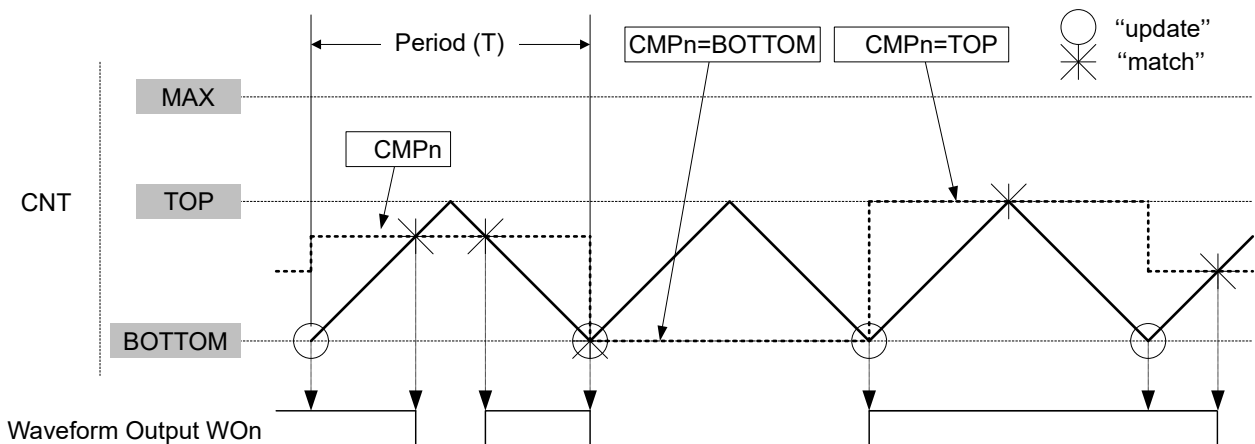 Period (T)
CMPn=BOTTOM
CMPn=TOP
“update”
“match”
MAX
CMPn
CNT
TOP
BOTTOM
Waveform Output WOn